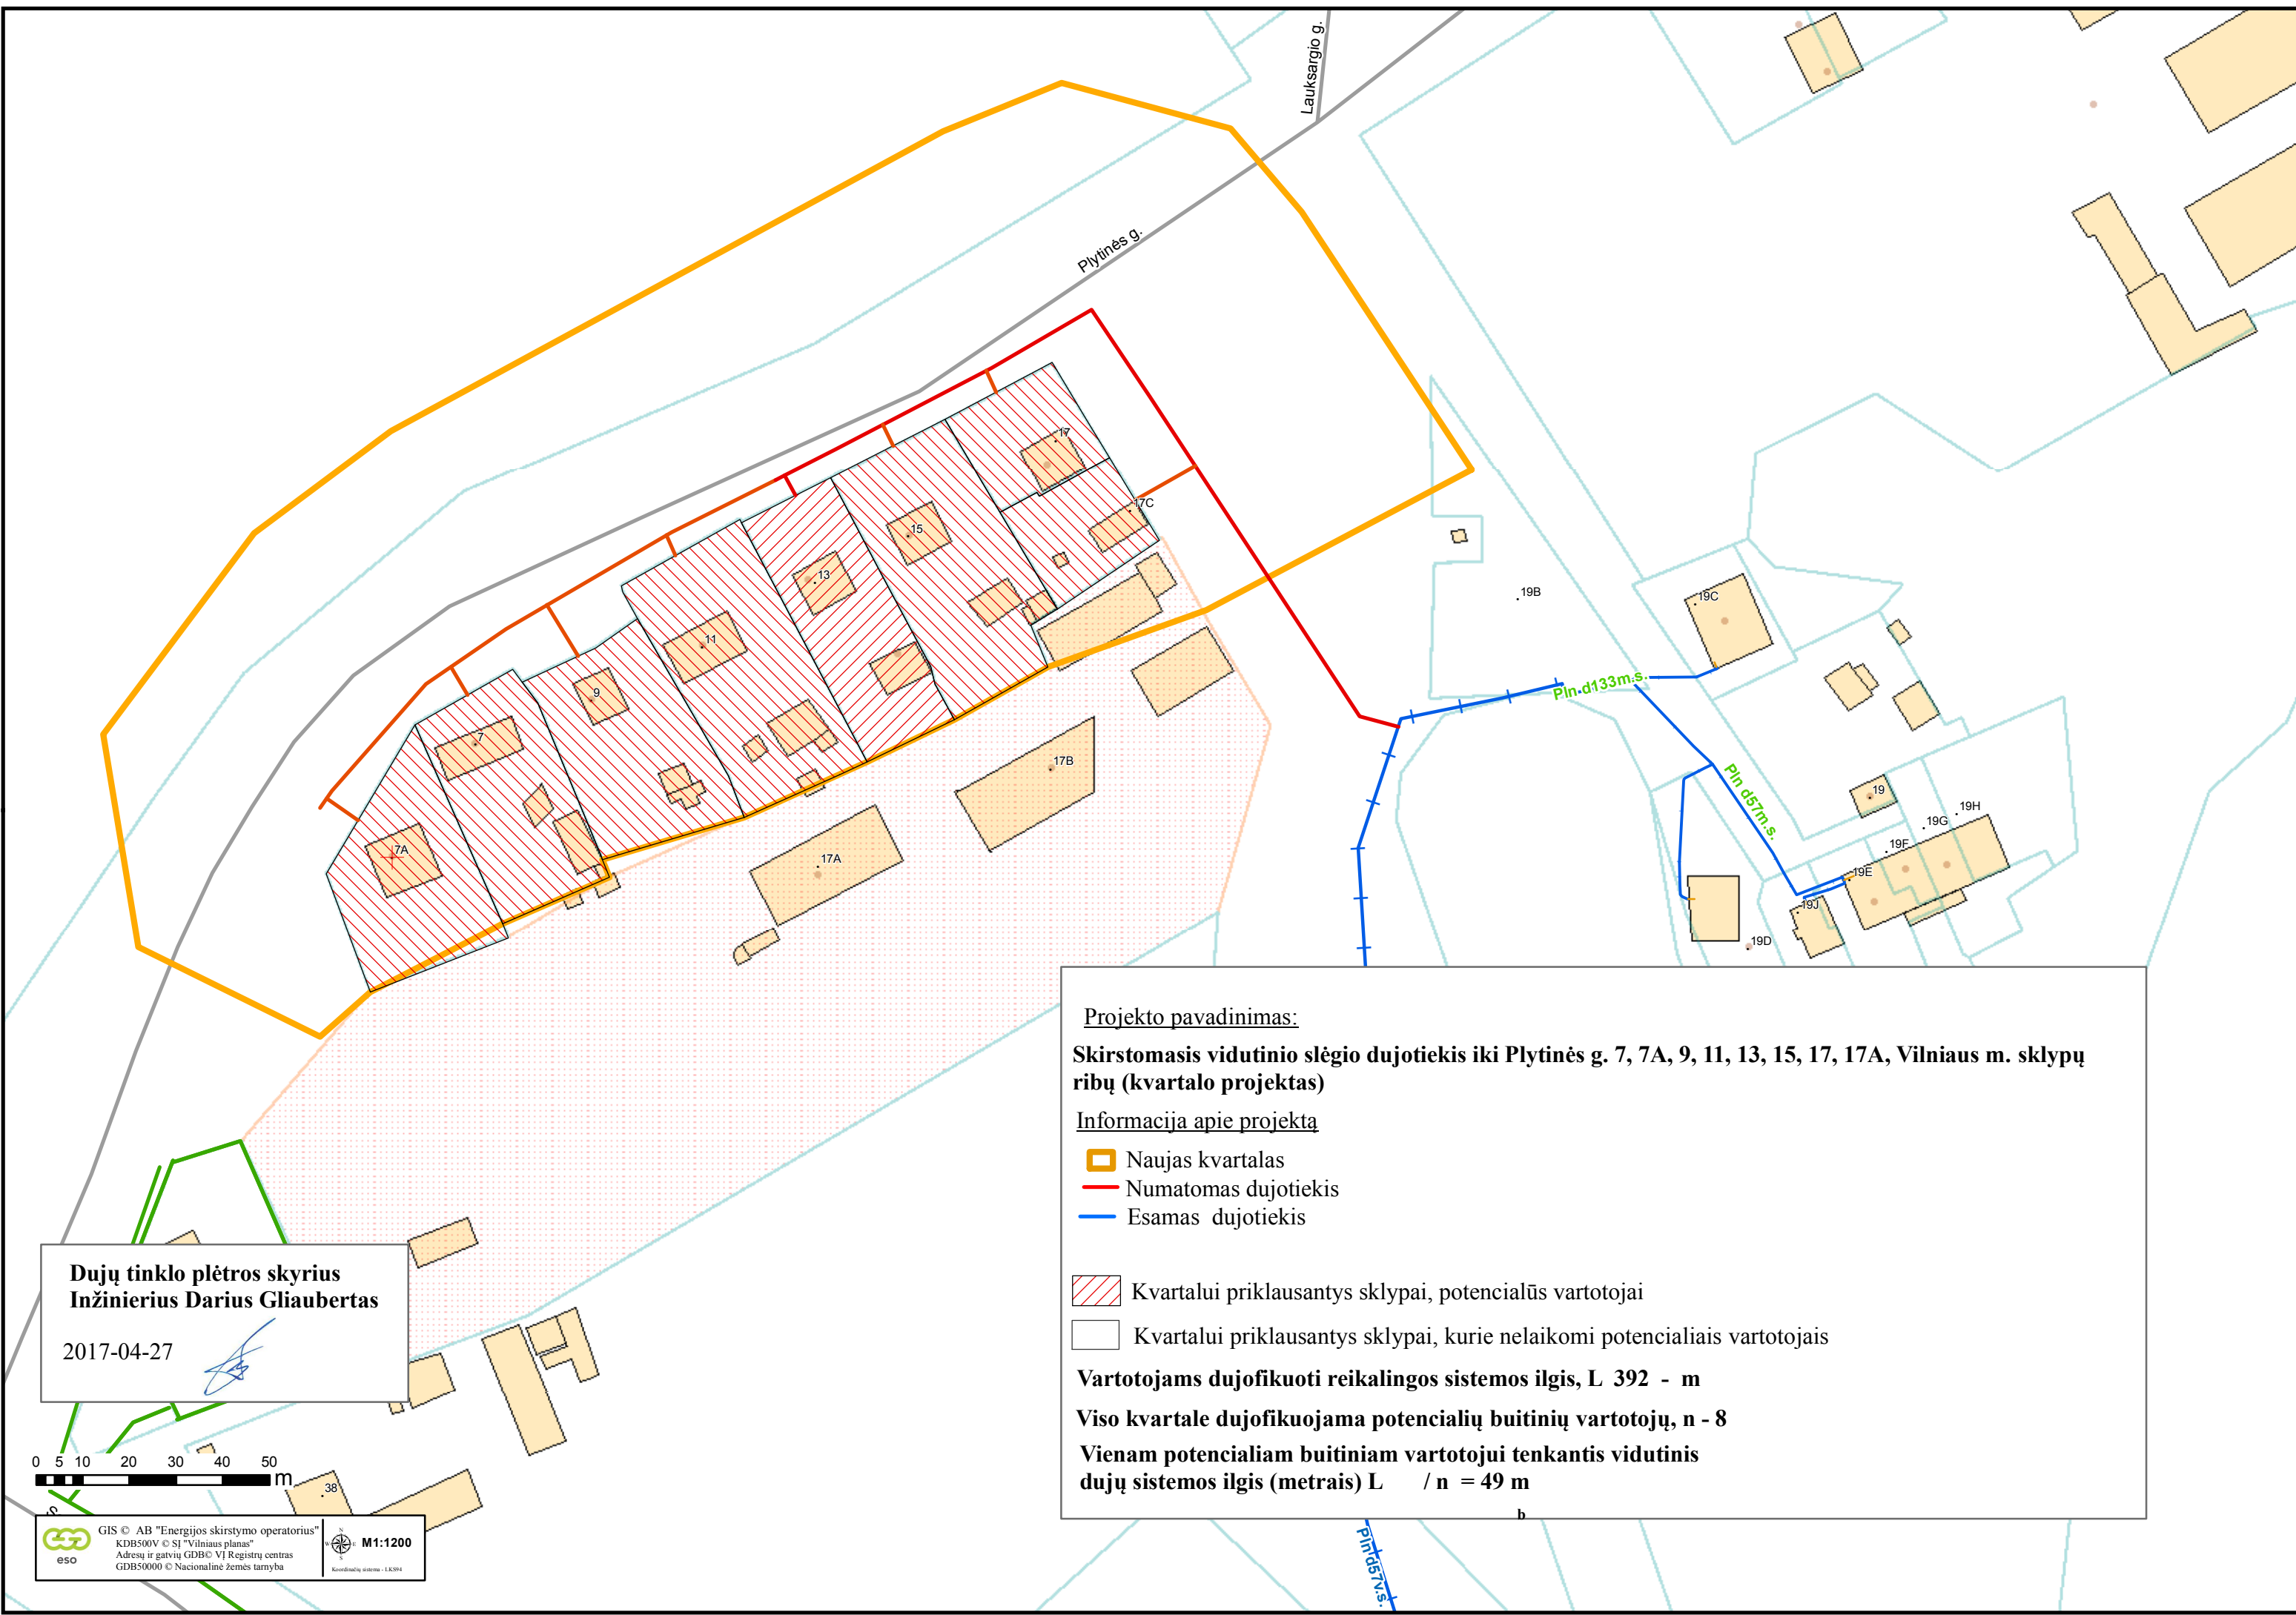 Lauksargio g.
Plytinės g.
17
17C
15
13
11
9
7
7A
17B
17A
19B
19C
Pln d133m.s.
Pln d57m.s.
19
19H
19G
19F
19E
19J
19D
Projekto pavadinimas:
Skirstomasis vidutinio slėgio dujotiekis iki Plytinės g. 7, 7A, 9, 11, 13, 15, 17, 17A, Vilniaus m. sklypų
ribų (kvartalo projektas)
Informacija apie projektą
Naujas kvartalas
Numatomas dujotiekis
Esamas dujotiekis
Kvartalui priklausantys sklypai, potencialūs vartotojai
Kvartalui priklausantys sklypai, kurie nelaikomi potencialiais vartotojais
Vartotojams dujofikuoti reikalingos sistemos ilgis, L 392 - m
Viso kvartale dujofikuojama potencialių buitinių vartotojų, n - 8
Vienam potencialiam buitiniam vartotojui tenkantis vidutinis
dujų sistemos ilgis (metrais) L / n = 49 m
b
Pln d57v.s.
Dujų tinklo plėtros skyrius
Inžinierius Darius Gliaubertas
2017-04-27
0 5 10 20 30 40 50
m
38
eso
GIS © AB "Energijos skirstymo operatorius"
KDB500V © SĮ "Vilniaus planas"
Adresų ir gatvių GDB© VĮ Registrų centras
GDB50000 © Nacionalinė žemės tarnyba
N
W E
S
M1:1200
Koordinačių sistema - LKS94